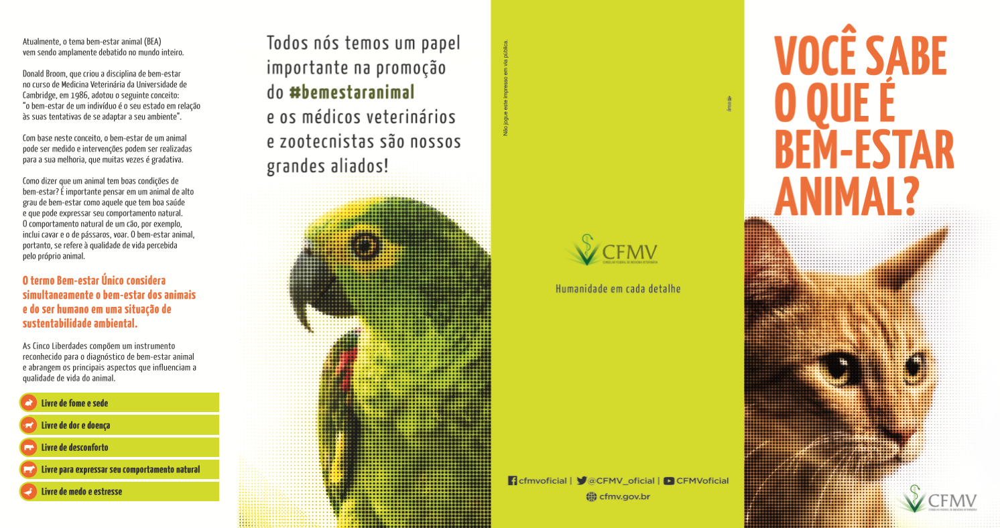 Atualmente, o tema bem-estar animal (BEA)
vem sendo amplamente debatido no mundo inteiro.
Donald Broom, que criou a disciplina de bem-estar
no curso de Medicina Veterinária da Universidade de
Cambridge, em 1986, adotou o seguinte conceito:
"o bem-estar de um indivíduo é o seu estado em relação
às suas tentativas de se adaptar a seu ambiente".
Com base neste conceito, o bem-estar de um animal
pode ser medido e intervenções podem ser realizadas
para a sua melhoria, que muitas vezes é gradativa.
Como dizer que um animal tem boas condições de
bem-estar? É importante pensar em um animal de alto
grau de bem-estar como aquele que tem boa saúde
e que pode expressar seu comportamento natural.
O comportamento natural de um cão, por exemplo,
inclui cavar e o de pássaros, voar. O bem-estar animal,
portanto, se refere à qualidade de vida percebida
pelo próprio animal.
O termo Bem-estar Único considera
simultaneamente o bem-estar dos animais
e do ser humano em uma situação de
sustentabilidade ambiental.
As Cinco Liberdades compõem um instrumento
reconhecido para o diagnóstico de bem-estar animal
e abrangem os principais aspectos que influenciam a
qualidade de vida do animal.
Livre de fome e sede
Livre de dor e doença
Livre de desconforto
Livre para expressar seu comportamento natural
Livre de medo e estresse
Todos nós temos um papel
importante na promoção
do #bemestaranimal
e os médicos veterinários
e zootecnistas são nossos
grandes aliados!
Não jogue este impresso em via pública.
CFMV
CONSELHO FEDERAL DE MEDICINA VETERINÁRIA
Humanidade em cada detalhe
cfmvoficial | @CFMV_oficial | CFMVoficial
cfmv.gov.br
VOCÊ SABE
O QUE É
BEM-ESTAR
ANIMAL?
CFMV
CONSELHO FEDERAL DE MEDICINA VETERINÁRIA